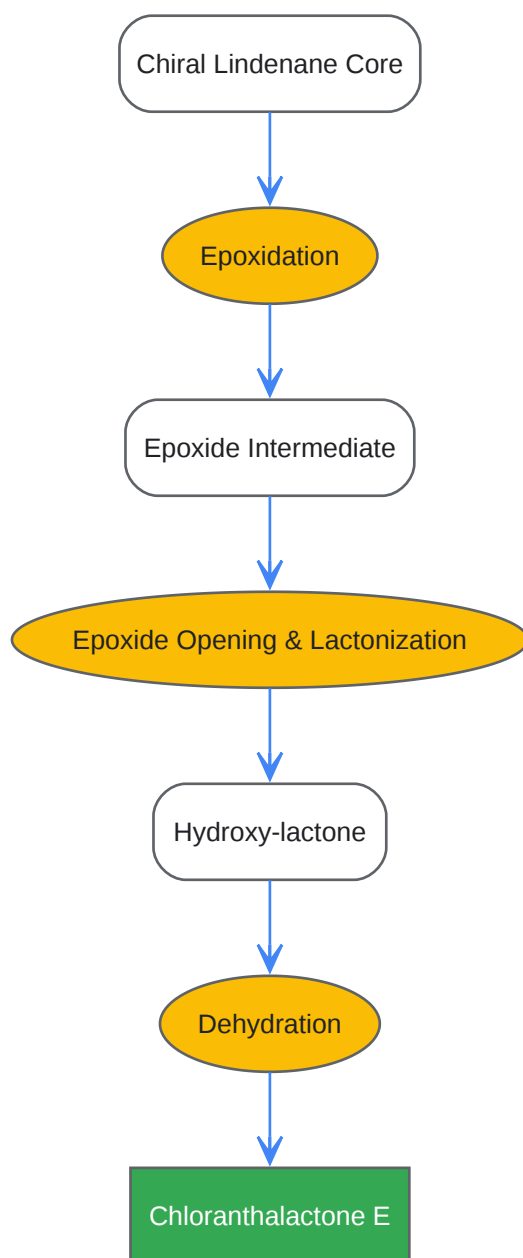 Chiral Lindenane Core
Epoxidation
Epoxide Intermediate
Epoxide Opening & Lactonization
Hydroxy-lactone
Dehydration
Chloranthalactone E